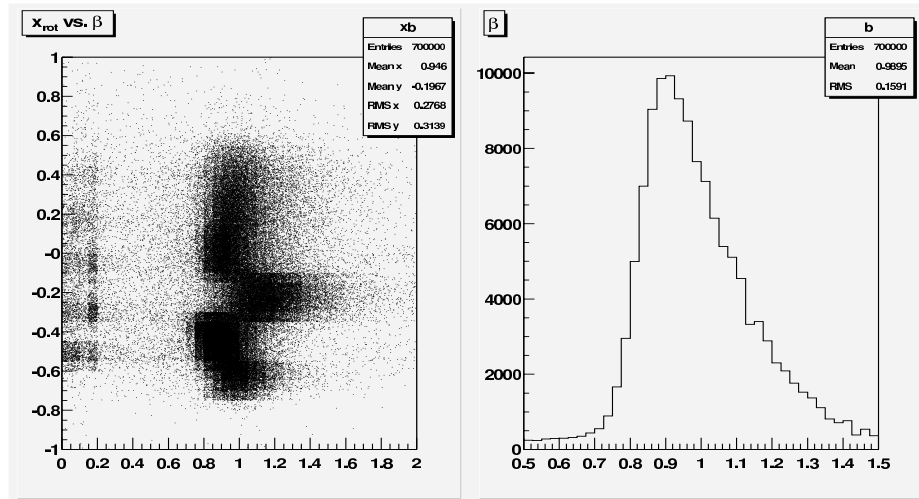 x_rot vs. β
xb
Entries 700000
Mean x 0.946
Mean y -0.1967
RMS x 0.2768
RMS y 0.3139
1
0.8
0.6
0.4
0.2
-0
-0.2
-0.4
-0.6
-0.8
-1
0 0.2 0.4 0.6 0.8 1 1.2 1.4 1.6 1.8 2
β
b
Entries 700000
Mean 0.9895
RMS 0.1591
10000
8000
6000
4000
2000
0
0.5 0.6 0.7 0.8 0.9 1 1.1 1.2 1.3 1.4 1.5